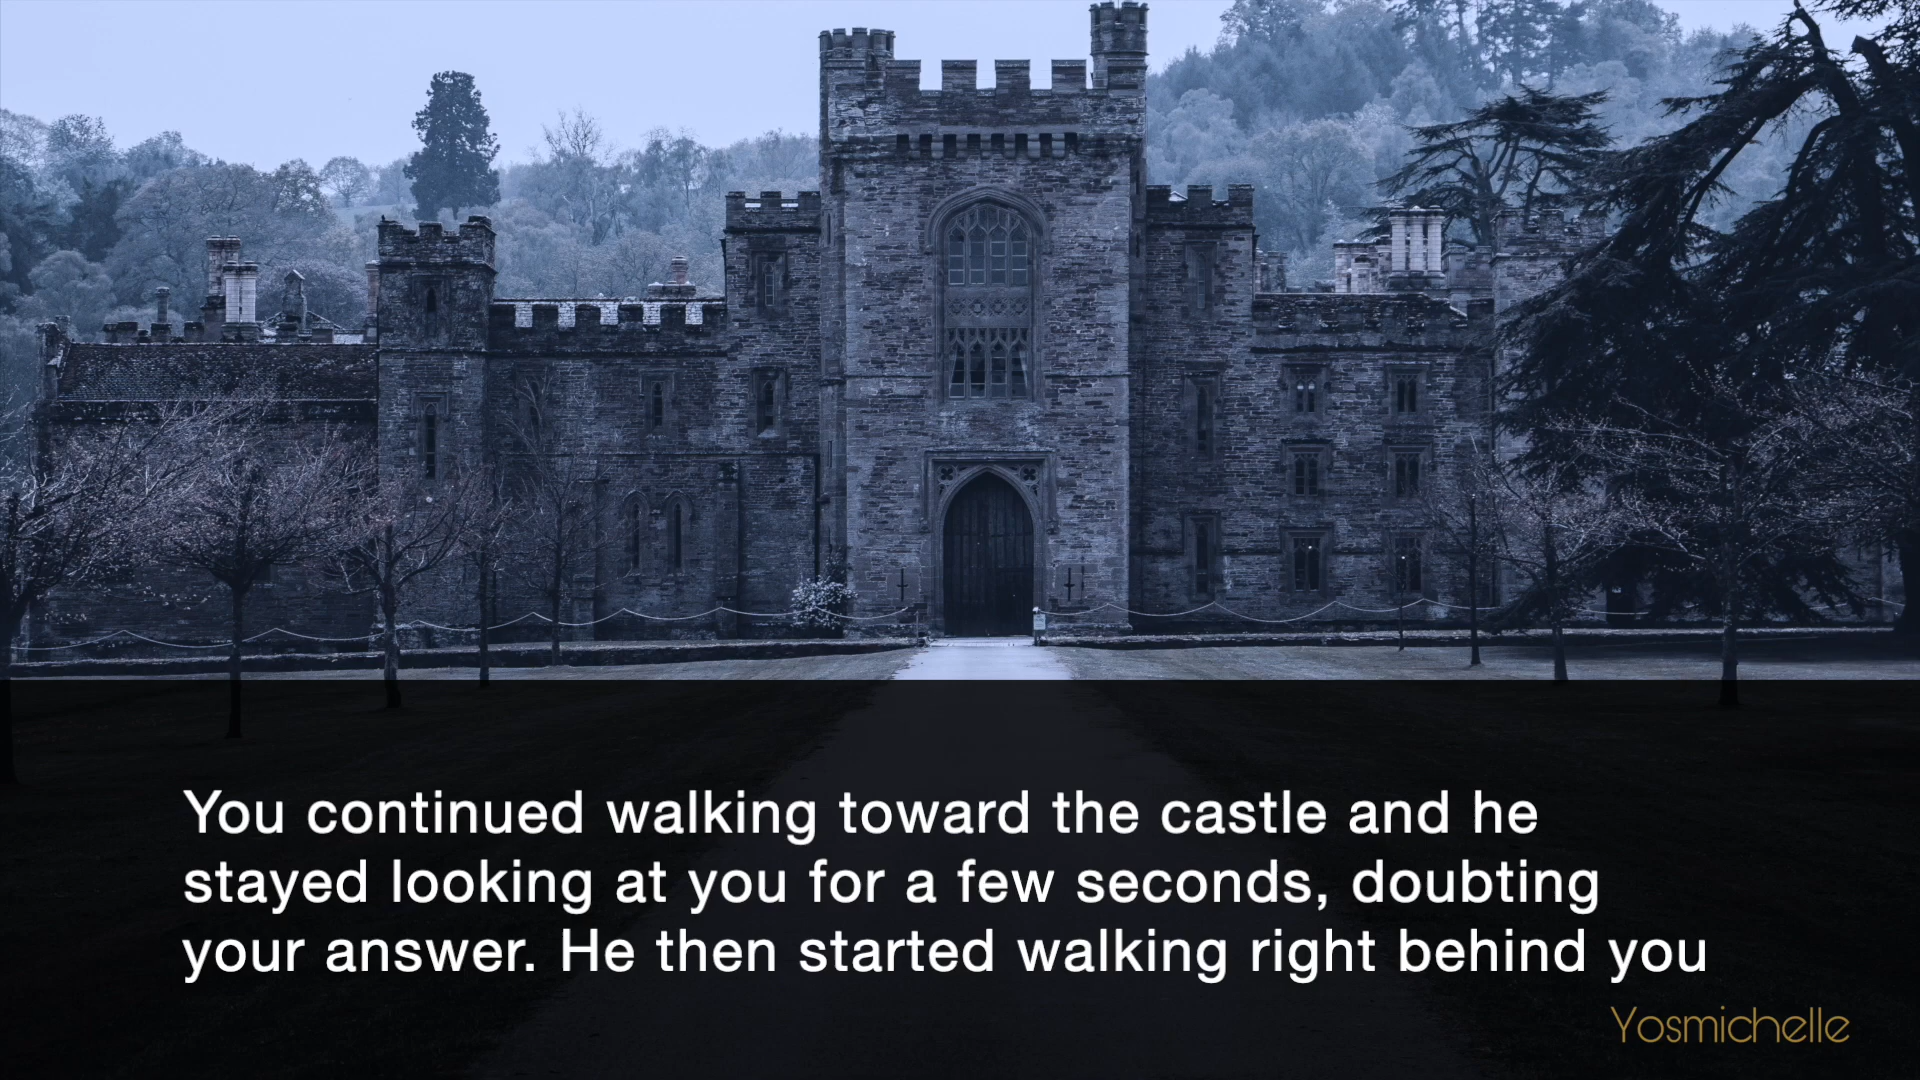 You continued walking toward the castle and he
stayed looking at you for a few seconds, doubting
your answer. He then started walking right behind you
Yosmichelle